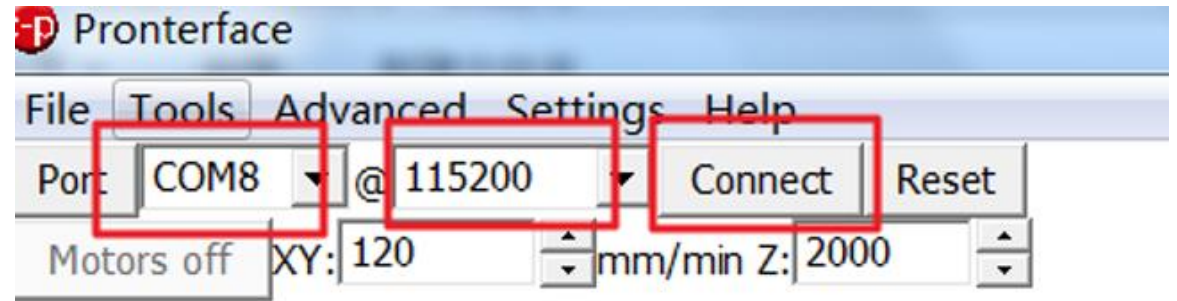 Pronterface
File Tools Advanced Settings Help
Port COM8 @ 115200 Connect Reset
Motors off XY: 120 mm/min Z: 2000